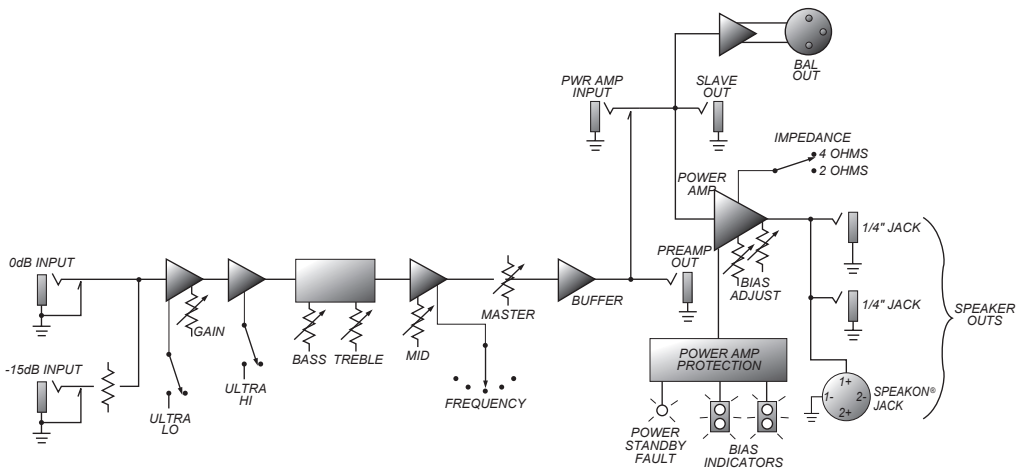 BAL
OUT
PWR AMP
INPUT
SLAVE
OUT
IMPEDANCE
4 OHMS
2 OHMS
POWER
AMP
1/4" JACK
0dB INPUT
PREAMP
OUT
BIAS
ADJUST
BUFFER
MASTER
GAIN
1/4" JACK
SPEAKER
OUTS
BASS
TREBLE
MID
POWER AMP
PROTECTION
-15dB INPUT
ULTRA
HI
FREQUENCY
1+
1-
2-
2+
SPEAKON®
JACK
ULTRA
LO
POWER
STANDBY
FAULT
BIAS
INDICATORS